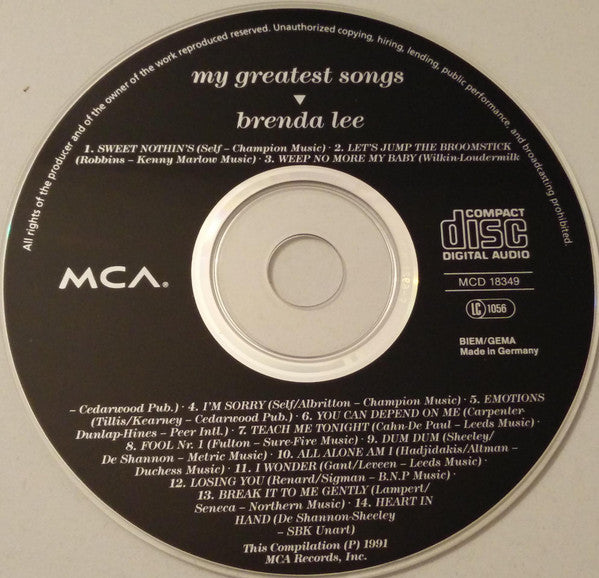 All rights of the producer and of the owner of the work reproduced reserved. Unauthorized copying, hiring, lending, public performance, and broadcasting prohibited.
my greatest songs
▼
brenda lee
1. SWEET NOTHIN'S (Self – Champion Music) · 2. LET'S JUMP THE BROOMSTICK
(Robbins – Kenny Marlow Music) · 3. WEEP NO MORE MY BABY (Wilkin-Loudermilk
MCA®
COMPACT
disc
DIGITAL AUDIO
MCD 18349
LC 1056
BIEM/GEMA
Made in Germany
– Cedarwood Pub.) · 4. I'M SORRY (Self/Albritton – Champion Music) · 5. EMOTIONS
(Tillis/Kearney – Cedarwood Pub.) · 6. YOU CAN DEPEND ON ME (Carpenter-
Dunlap-Hines – Peer Intl.) · 7. TEACH ME TONIGHT (Cahn-De Paul – Leeds Music) ·
8. FOOL Nr. 1 (Fulton – Sure-Fire Music) · 9. DUM DUM (Sheeley/
De Shannon – Metric Music) · 10. ALL ALONE AM I (Hadjidakis/Altman –
Duchess Music) · 11. I WONDER (Gant/Leveen – Leeds Music) ·
12. LOSING YOU (Renard/Sigman – B.N.P Music) ·
13. BREAK IT TO ME GENTLY (Lampert/
Seneca – Northern Music) · 14. HEART IN
HAND (De Shannon-Sheeley
– SBK Unart)
This Compilation (P) 1991
MCA Records, Inc.